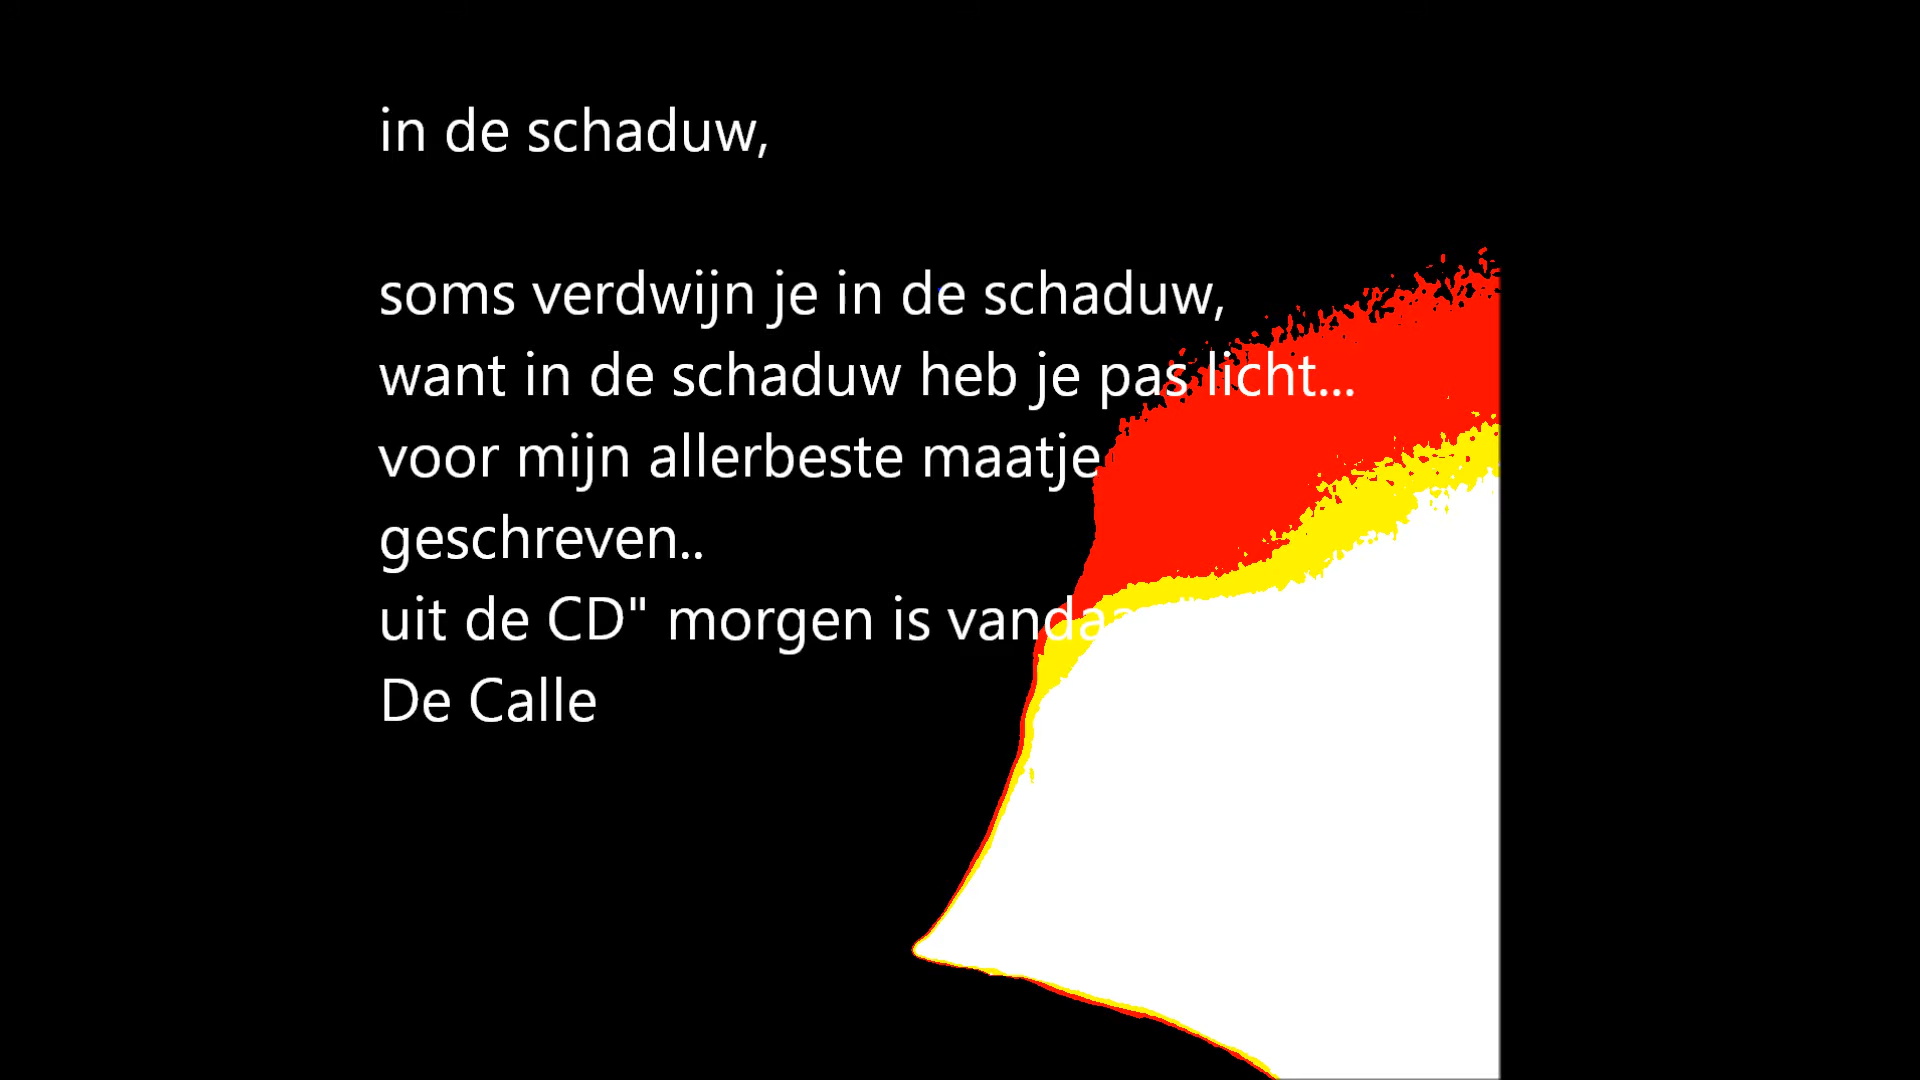 in de schaduw,
soms verdwijn je in de schaduw,
want in de schaduw heb je pas licht...
voor mijn allerbeste maatje
geschreven..
uit de CD" morgen is vandaa
De Calle